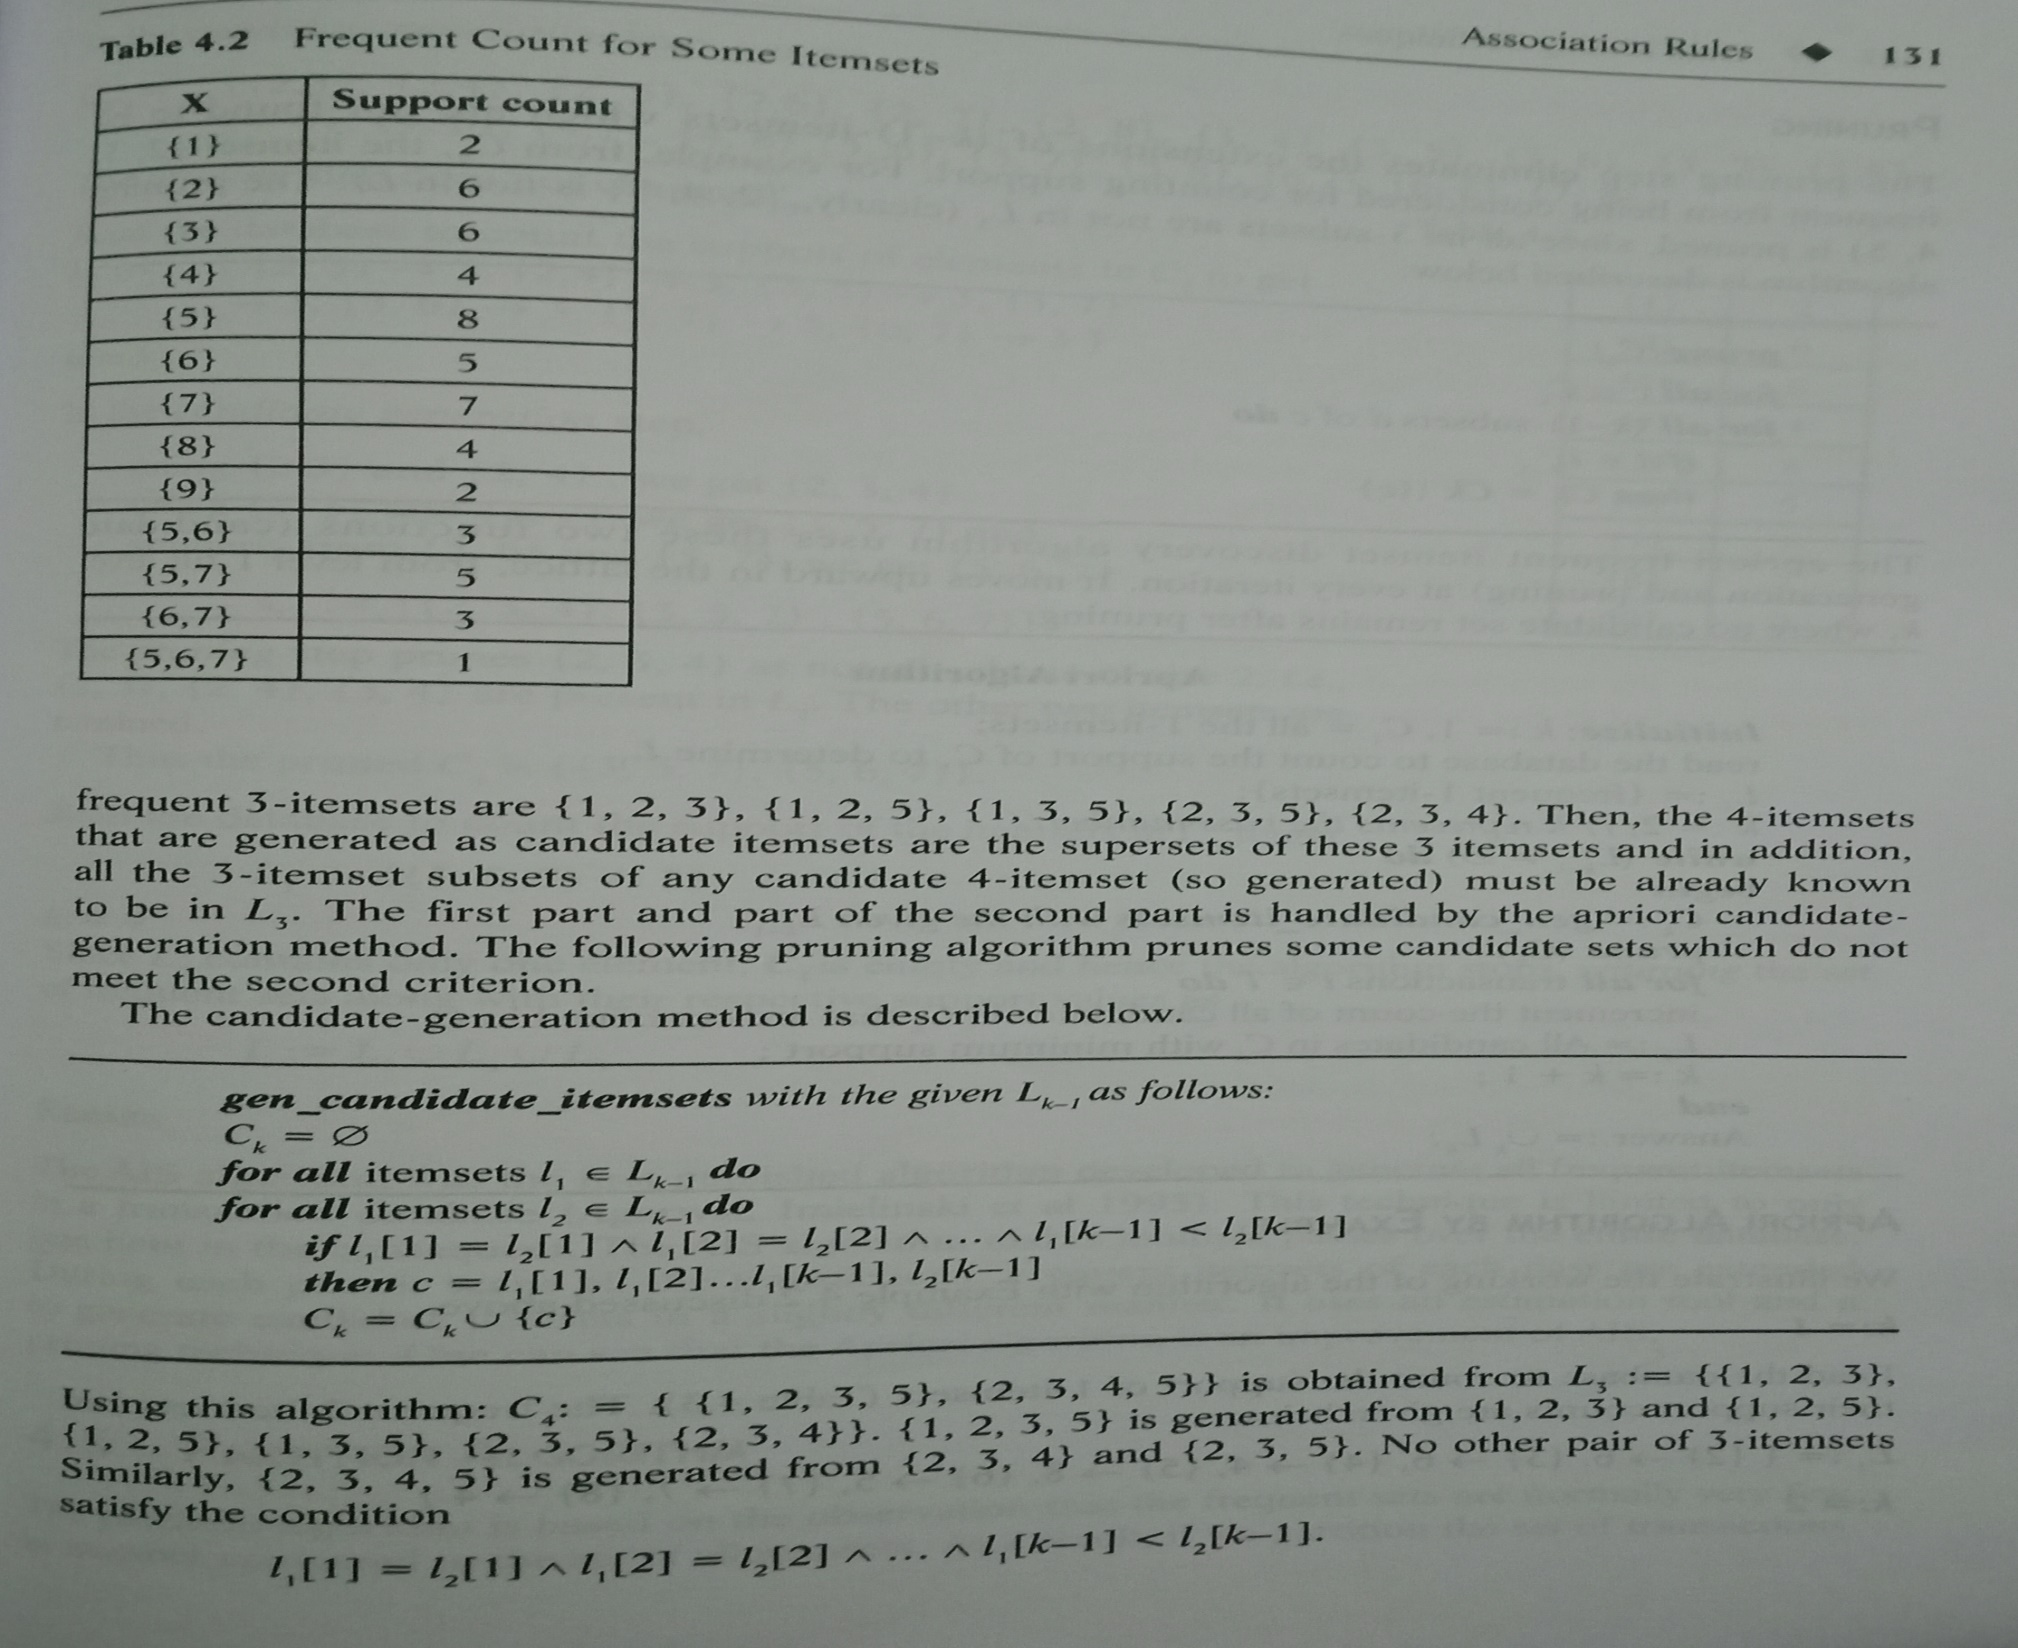 Association Rules ◆ 131
Table 4.2 Frequent Count for Some Itemsets
X Support count
{1} 2
{2} 6
{3} 6
{4} 4
{5} 8
{6} 5
{7} 7
{8} 4
{9} 2
{5,6} 3
{5,7} 5
{6,7} 3
{5,6,7} 1
frequent 3-itemsets are {1, 2, 3}, {1, 2, 5}, {1, 3, 5}, {2, 3, 5}, {2, 3, 4}. Then, the 4-itemsets
that are generated as candidate itemsets are the supersets of these 3 itemsets and in addition,
all the 3-itemset subsets of any candidate 4-itemset (so generated) must be already known
to be in L₃. The first part and part of the second part is handled by the apriori candidate-
generation method. The following pruning algorithm prunes some candidate sets which do not
meet the second criterion.
The candidate-generation method is described below.
gen_candidate_itemsets with the given Lₖ₋₁ as follows:
Cₖ = ∅
for all itemsets l₁ ∈ Lₖ₋₁ do
for all itemsets l₂ ∈ Lₖ₋₁ do
if l₁[1] = l₂[1] ∧ l₁[2] = l₂[2] ∧ ... ∧ l₁[k–1] < l₂[k–1]
then c = l₁[1], l₁[2]...l₁[k–1], l₂[k–1]
Cₖ = Cₖ ∪ {c}
Using this algorithm: C₄: = { {1, 2, 3, 5}, {2, 3, 4, 5}} is obtained from L₃ := {{1, 2, 3},
{1, 2, 5}, {1, 3, 5}, {2, 3, 5}, {2, 3, 4}}. {1, 2, 3, 5} is generated from {1, 2, 3} and {1, 2, 5}.
Similarly, {2, 3, 4, 5} is generated from {2, 3, 4} and {2, 3, 5}. No other pair of 3-itemsets
satisfy the condition
l₁[1] = l₂[1] ∧ l₁[2] = l₂[2] ∧ ... ∧ l₁[k–1] < l₂[k–1].